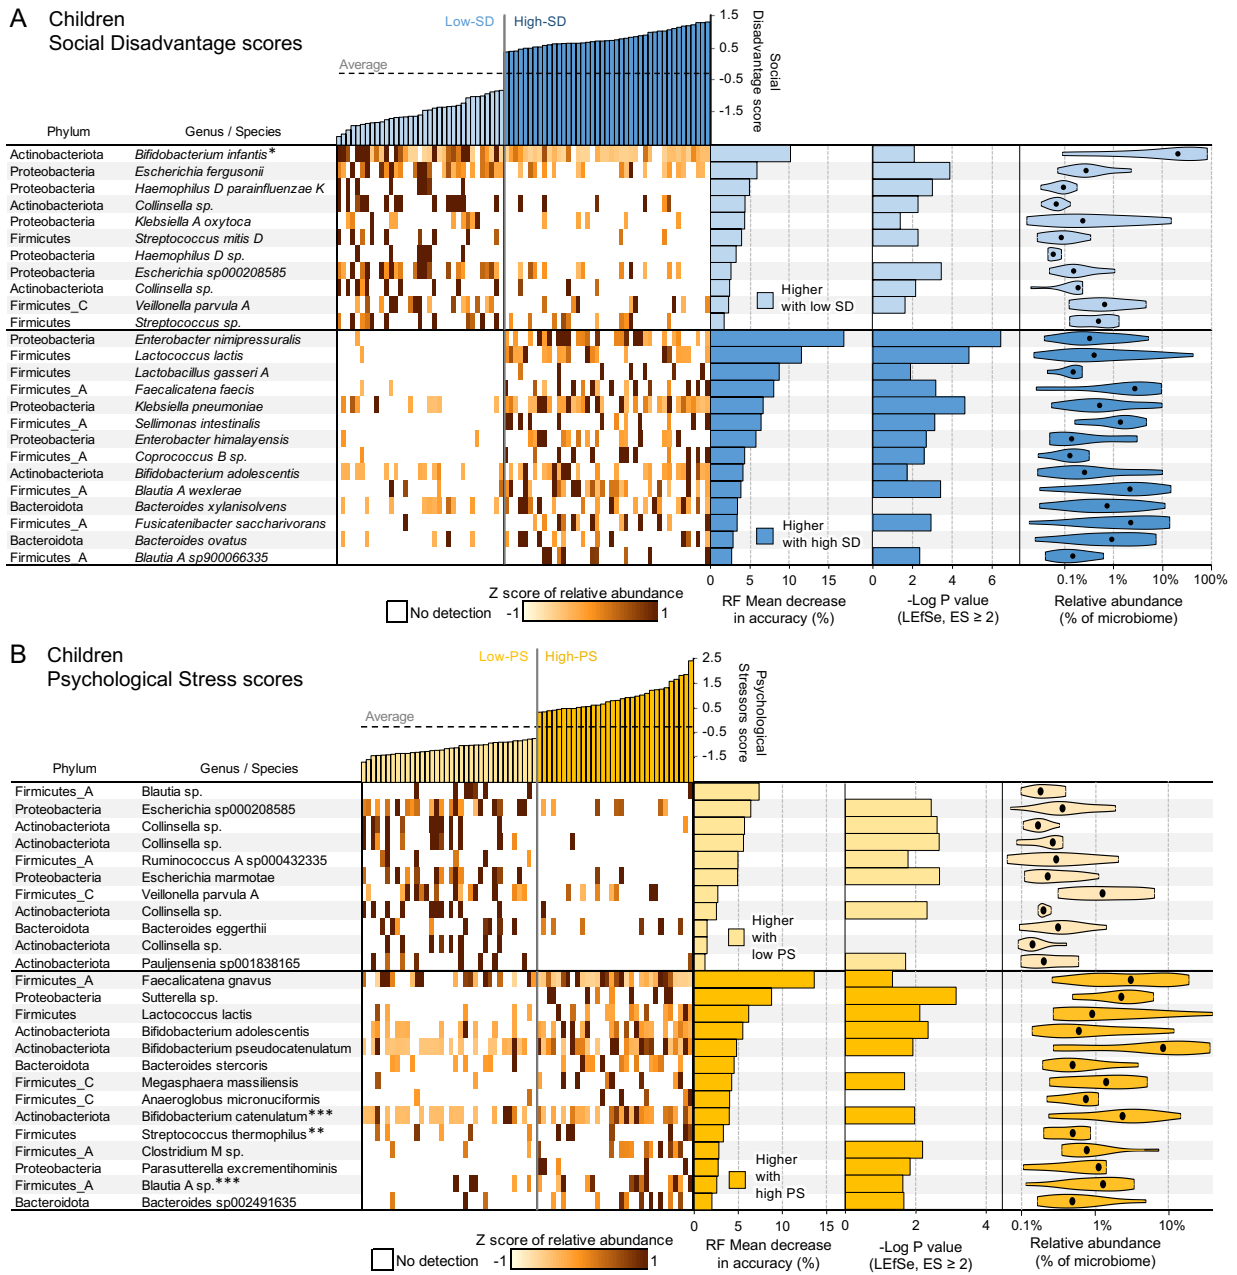 A Children
Social Disadvantage scores
Low-SD High-SD
Average
1.5
0.5
-0.5
-1.5
Social
Disadvantage score
Phylum Genus / Species
Actinobacteriota Bifidobacterium infantis*
Proteobacteria Escherichia fergusonii
Proteobacteria Haemophilus D parainfluenzae K
Actinobacteriota Collinsella sp.
Proteobacteria Klebsiella A oxytoca
Firmicutes Streptococcus mitis D
Proteobacteria Haemophilus D sp.
Proteobacteria Escherichia sp000208585
Actinobacteriota Collinsella sp.
Firmicutes_C Veillonella parvula A
Firmicutes Streptococcus sp.
Higher
with low SD
Proteobacteria Enterobacter nimipressuralis
Firmicutes Lactococcus lactis
Firmicutes Lactobacillus gasseri A
Firmicutes_A Faecalicatena faecis
Proteobacteria Klebsiella pneumoniae
Firmicutes_A Sellimonas intestinalis
Proteobacteria Enterobacter himalayensis
Firmicutes_A Coprococcus B sp.
Actinobacteriota Bifidobacterium adolescentis
Firmicutes_A Blautia A wexlerae
Bacteroidota Bacteroides xylanisolvens
Firmicutes_A Fusicatenibacter saccharivorans
Bacteroidota Bacteroides ovatus
Firmicutes_A Blautia A sp900066335
Higher
with high SD
0 5 10 15 0 2 4 6 0.1% 1% 10% 100%
No detection
Z score of relative abundance
-1 1
RF Mean decrease
in accuracy (%)
-Log P value
(LEfSe, ES ≥ 2)
Relative abundance
(% of microbiome)
B Children
Psychological Stress scores
Low-PS High-PS
Average
2.5
1.5
0.5
-0.5
-1.5
Psychological
Stressors score
Phylum Genus / Species
Firmicutes_A Blautia sp.
Proteobacteria Escherichia sp000208585
Actinobacteriota Collinsella sp.
Actinobacteriota Collinsella sp.
Firmicutes_A Ruminococcus A sp000432335
Proteobacteria Escherichia marmotae
Firmicutes_C Veillonella parvula A
Actinobacteriota Collinsella sp.
Bacteroidota Bacteroides eggerthii
Actinobacteriota Collinsella sp.
Actinobacteriota Pauljensenia sp001838165
Higher
with
low PS
Firmicutes_A Faecalicatena gnavus
Proteobacteria Sutterella sp.
Firmicutes Lactococcus lactis
Actinobacteriota Bifidobacterium adolescentis
Actinobacteriota Bifidobacterium pseudocatenulatum
Bacteroidota Bacteroides stercoris
Firmicutes_C Megasphaera massiliensis
Firmicutes_C Anaeroglobus micronuciformis
Actinobacteriota Bifidobacterium catenulatum***
Firmicutes Streptococcus thermophilus**
Firmicutes_A Clostridium M sp.
Proteobacteria Parasutterella excrementihominis
Firmicutes_A Blautia A sp.***
Bacteroidota Bacteroides sp002491635
Higher
with
high PS
0 5 10 15 0 2 4 0.1% 1% 10%
No detection
Z score of relative abundance
-1 1
RF Mean decrease
in accuracy (%)
-Log P value
(LEfSe, ES ≥ 2)
Relative abundance
(% of microbiome)